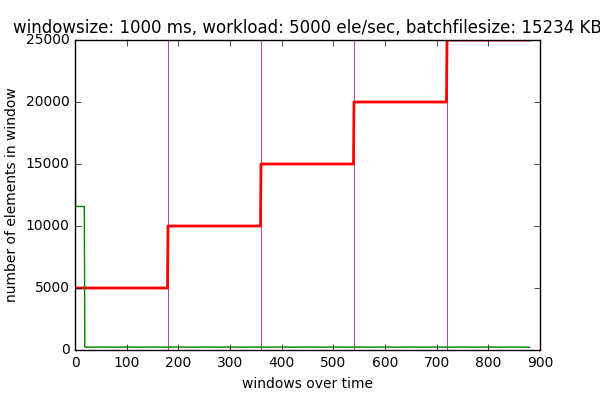 windowsize: 1000 ms, workload: 5000 ele/sec, batchfilesize: 15234 KB
25000
20000
15000
10000
5000
0
number of elements in window
0 100 200 300 400 500 600 700 800 900
windows over time